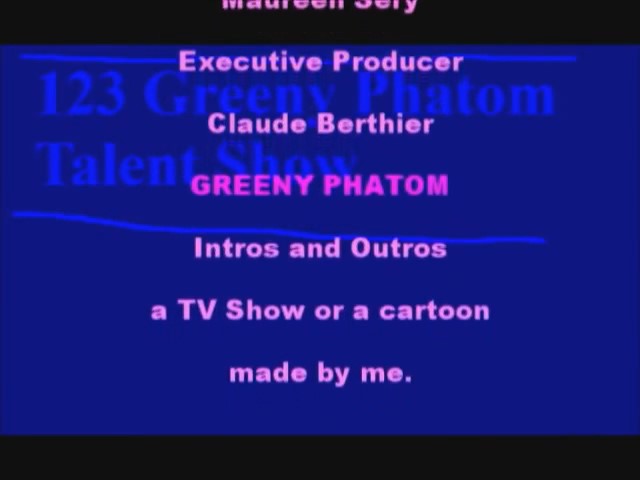 Maureen Sery
Executive Producer
123 Greeny Phatom
Claude Berthier
Talent Show
GREENY PHATOM
Intros and Outros
a TV Show or a cartoon
made by me.